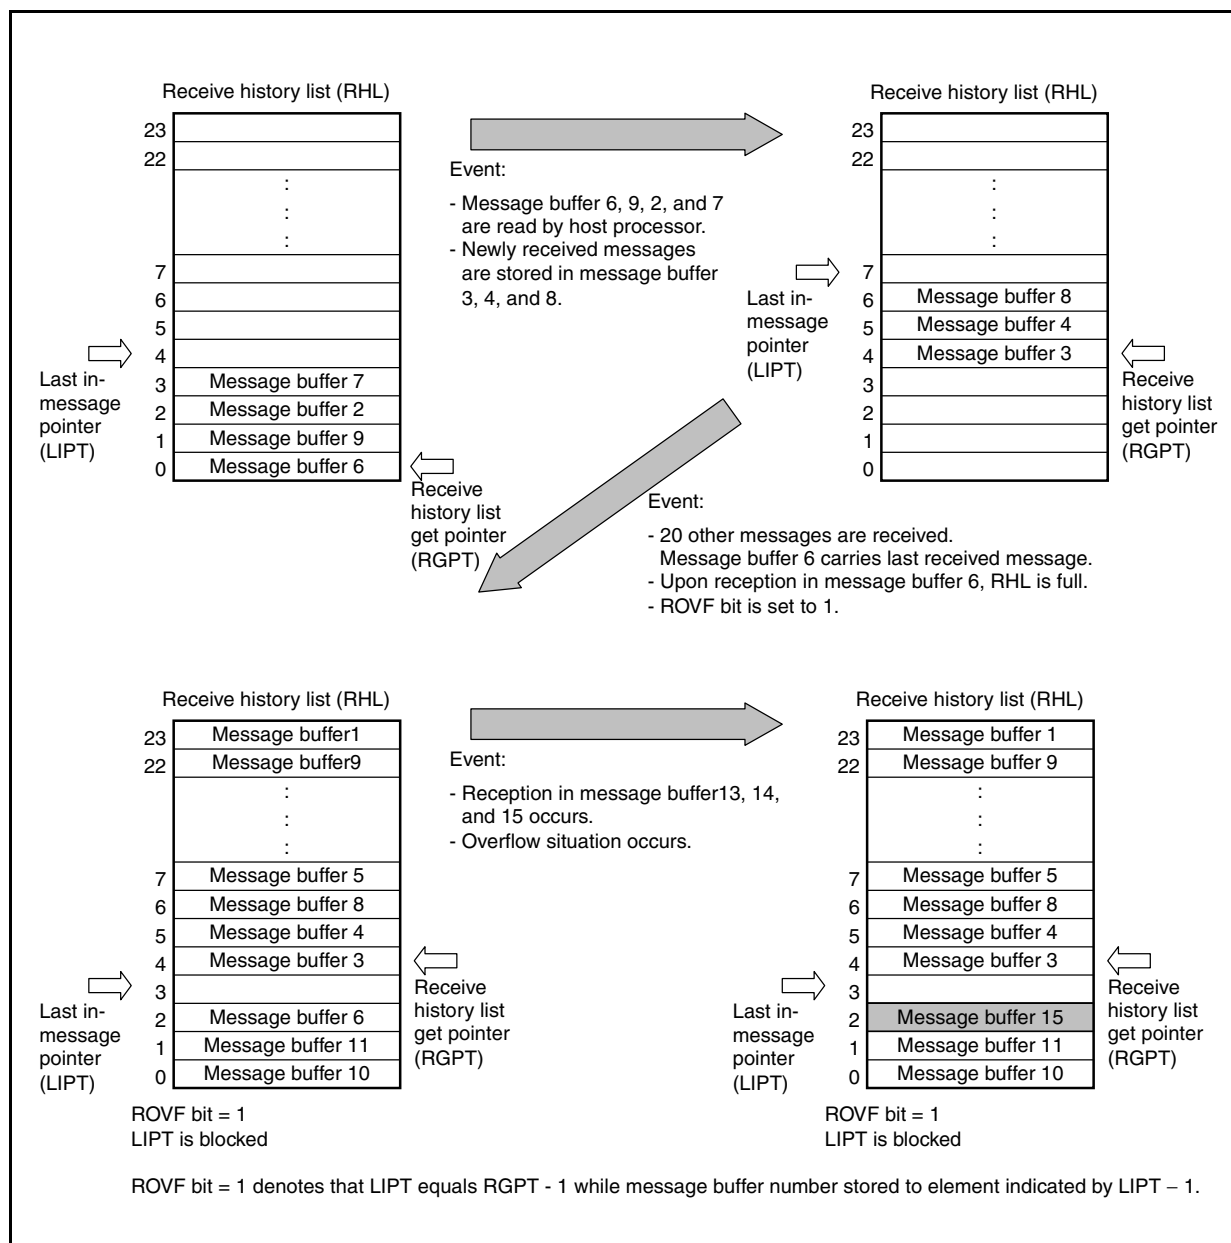 Receive history list (RHL)
23
22
:
:
:
7
6
5
4
3 Message buffer 7
2 Message buffer 2
1 Message buffer 9
0 Message buffer 6
Last in-
message
pointer
(LIPT)
Receive
history list
get pointer
(RGPT)
Event:
- Message buffer 6, 9, 2, and 7
are read by host processor.
- Newly received messages
are stored in message buffer
3, 4, and 8.
Receive history list (RHL)
23
22
:
:
:
7
6 Message buffer 8
5 Message buffer 4
4 Message buffer 3
3
2
1
0
Last in-
message
pointer
(LIPT)
Receive
history list
get pointer
(RGPT)
Event:
- 20 other messages are received.
Message buffer 6 carries last received message.
- Upon reception in message buffer 6, RHL is full.
- ROVF bit is set to 1.
Receive history list (RHL)
23 Message buffer1
22 Message buffer9
:
:
:
7 Message buffer 5
6 Message buffer 8
5 Message buffer 4
4 Message buffer 3
3
2 Message buffer 6
1 Message buffer 11
0 Message buffer 10
Last in-
message
pointer
(LIPT)
Receive
history list
get pointer
(RGPT)
ROVF bit = 1
LIPT is blocked
Event:
- Reception in message buffer13, 14,
and 15 occurs.
- Overflow situation occurs.
Receive history list (RHL)
23 Message buffer 1
22 Message buffer 9
:
:
:
7 Message buffer 5
6 Message buffer 8
5 Message buffer 4
4 Message buffer 3
3
2 Message buffer 15
1 Message buffer 11
0 Message buffer 10
Last in-
message
pointer
(LIPT)
Receive
history list
get pointer
(RGPT)
ROVF bit = 1
LIPT is blocked
ROVF bit = 1 denotes that LIPT equals RGPT - 1 while message buffer number stored to element indicated by LIPT – 1.